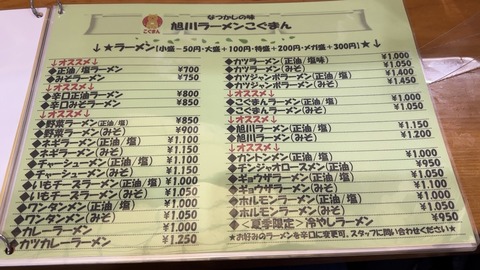 なつかしの味
こぐまん
旭川ラーメンこぐまん
↓★ラーメン【小盛－50円・大盛＋100円・特盛＋200円・メガ盛＋300円】★↓
↓オススメ↓
◆正油/塩ラーメン ¥700
◆みそラーメン ¥750
↓オススメ↓
◆辛口正油ラーメン ¥800
◆辛口みそラーメン ¥850
↓オススメ↓
◆野菜ラーメン(正油/塩) ¥850
◆野菜ラーメン(みそ) ¥900
◆ネギラーメン(正油/塩) ¥1.100
◆ネギラーメン(みそ) ¥1.150
◆チャーシューメン(正油/塩) ¥1.100
◆チャーシューメン(みそ) ¥1.150
◆いもチーズラーメン(正油/塩) ¥1.000
◆いもチーズラーメン(みそ) ¥1.050
◆ワンタンメン(正油/塩) ¥1.000
◆ワンタンメン(みそ) ¥1.050
◆カレーラーメン ¥1.000
◆カツカレーラーメン ¥1.250
◆カツラーメン(正油/塩味) ¥1.000
◆カツラーメン(みそ) ¥1.050
◆カツジャンボラーメン(正油/塩) ¥1.400
◆カツジャンボラーメン(みそ) ¥1.450
↓オススメ↓
◆こぐまんラーメン(正油/塩) ¥1.000
◆こぐまんラーメン(みそ) ¥1.050
↓オススメ↓
◆旭川ラーメン(正油/塩) ¥1.150
◆旭川ラーメン(みそ) ¥1.200
↓オススメ↓
◆カントンメン(正油/塩) ¥1.000
◆チンジャオロースメン(正油) ¥950
◆ギョウザラーメン(正油/塩) ¥1.050
◆ギョウザラーメン(みそ) ¥1.100
◆ホルモンラーメン(正油/塩) ¥1.000
◆ホルモンラーメン(みそ) ¥1.050
◆<夏季限定>冷やしラーメン ¥950
★お好みのラーメンを辛口に変更可。スタッフに問い合わせください★